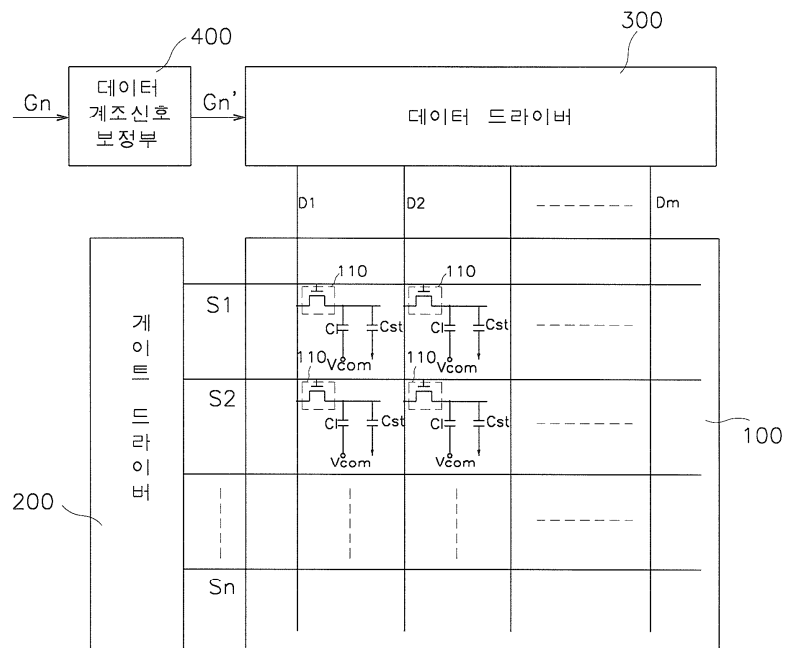 400
300
데이터
계조신호
보정부
Gn
Gn'
데이터 드라이버
D1
D2
Dm
게이트 드라이버
S1
110
110
Cl
Cst
Cl
Cst
Vcom
Vcom
110
110
S2
Cl
Cst
Cl
Cst
Vcom
Vcom
100
200
Sn